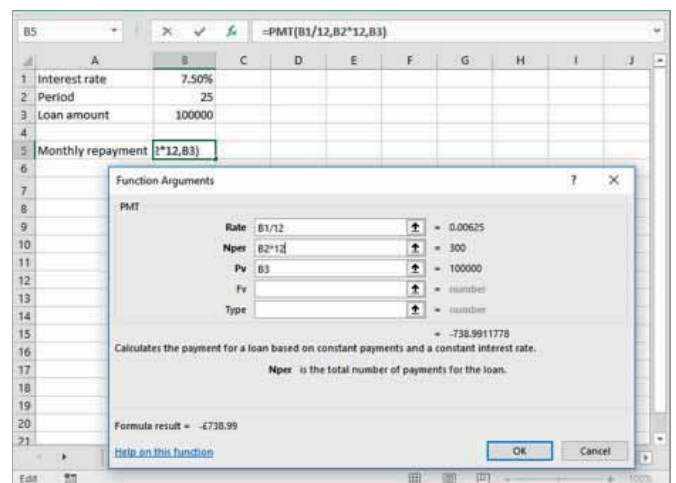 B5 =PMT(B1/12,B2*12,B3)
A B C D E F G H I J
1 Interest rate 7.50%
2 Period 25
3 Loan amount 100000
4
5 Monthly repayment 2*12,B3)
6
7
8
9
10
11
12
13
14
15
16
17
18
19
20
21
Function Arguments ? ×
PMT
Rate B1/12 = 0.00625
Nper B2*12 = 300
Pv B3 = 100000
Fv = number
Type = number
= -738.9911778
Calculates the payment for a loan based on constant payments and a constant interest rate.
Nper is the total number of payments for the loan.
Formula result = -£738.99
Help on this function OK Cancel
Edit 100%